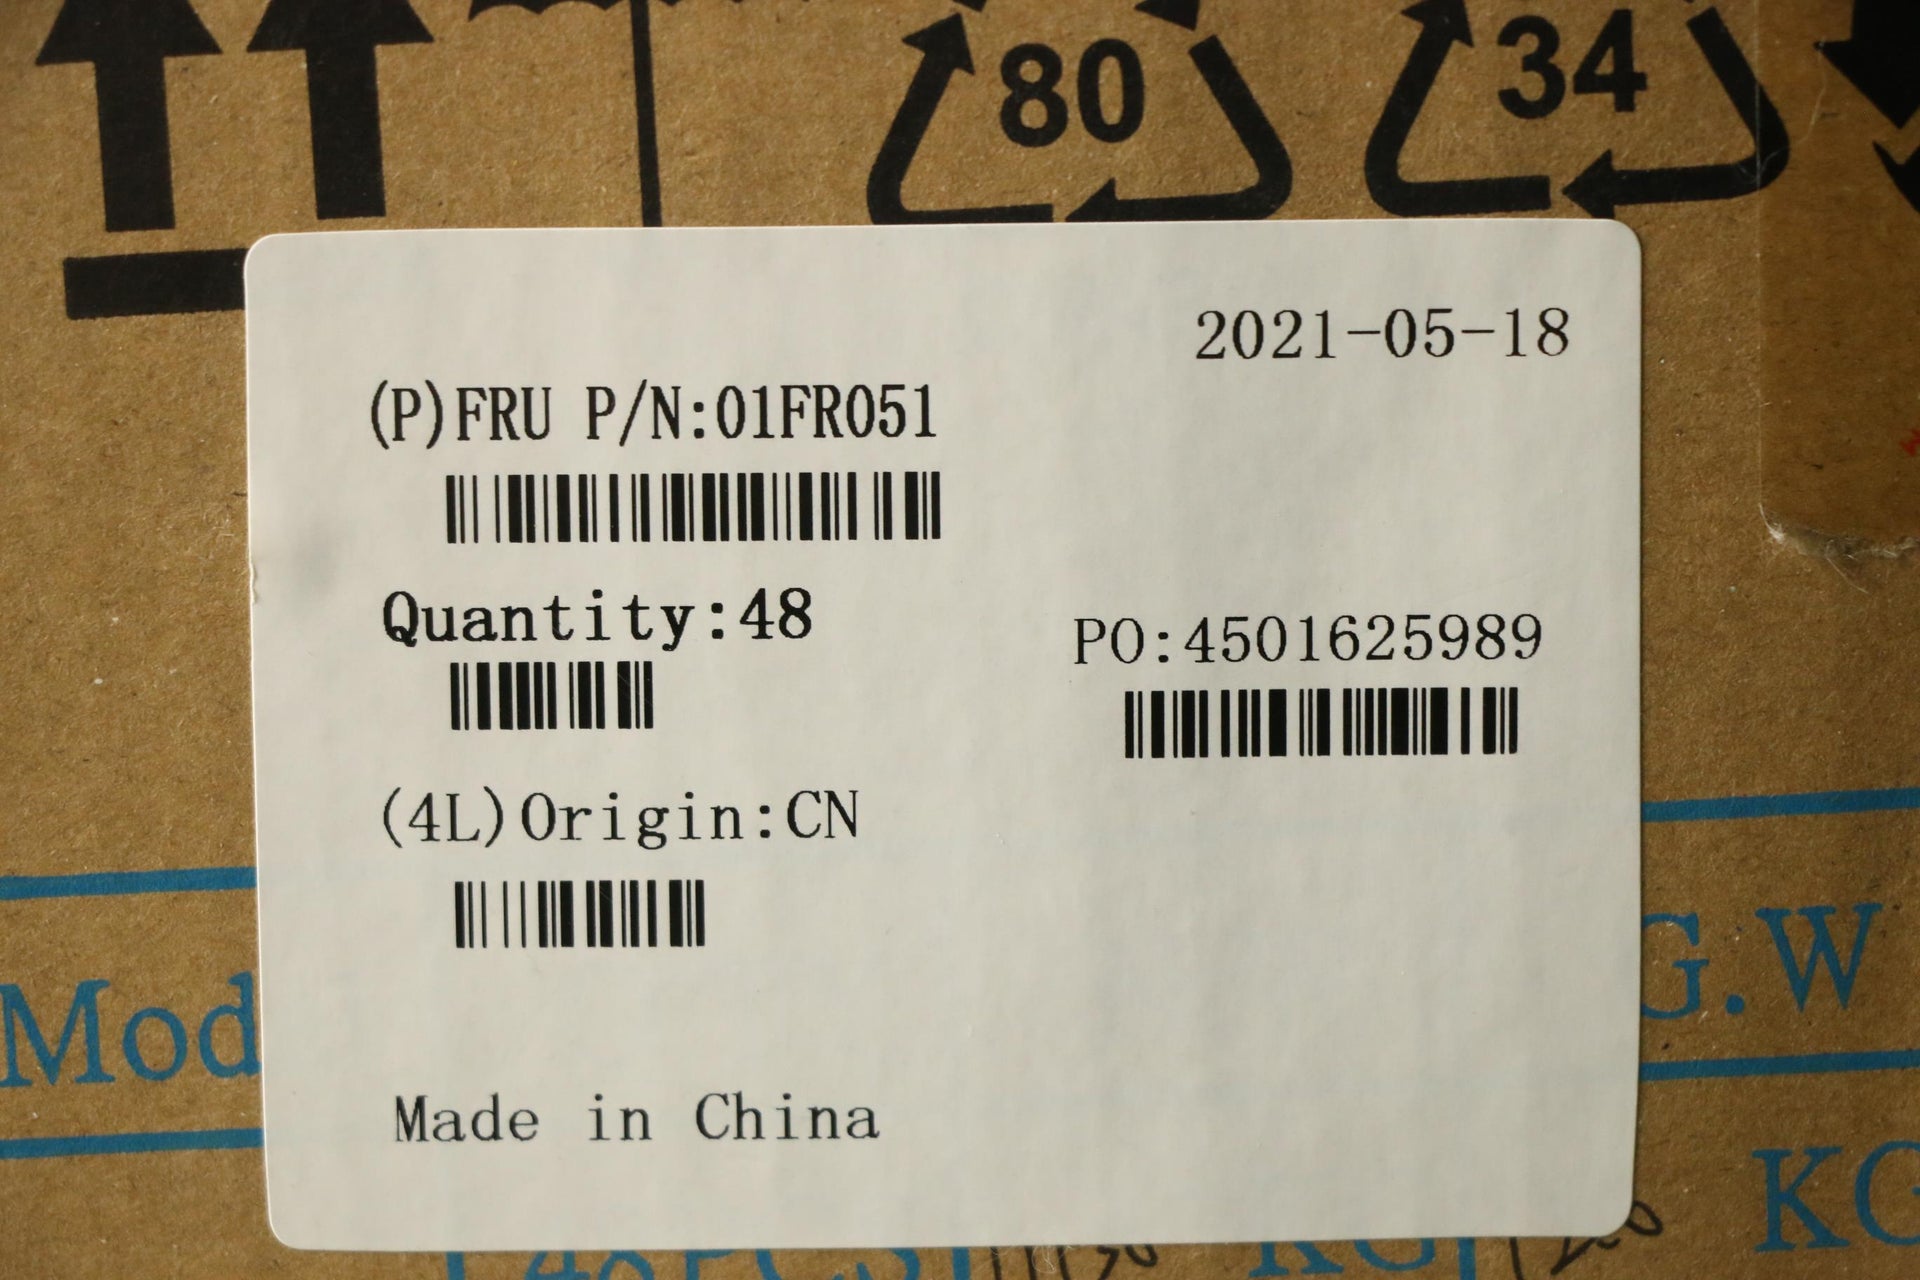 80
34
2021-05-18
(P)FRU P/N:01FR051
Quantity:48
PO:4501625989
(4L)Origin:CN
G.W
Mod
Made in China
KG